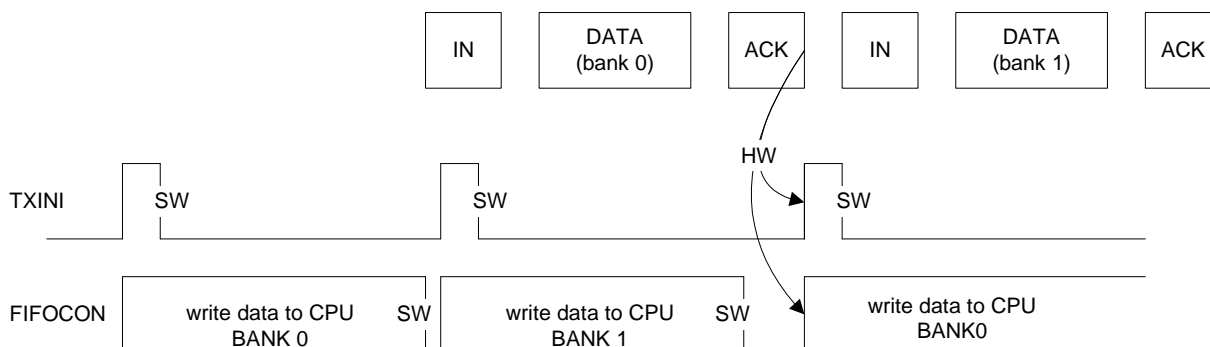 IN
DATA
(bank 0)
ACK
IN
DATA
(bank 1)
ACK
HW
TXINI
SW
SW
SW
FIFOCON
write data to CPU
BANK 0
SW
write data to CPU
BANK 1
SW
write data to CPU
BANK0